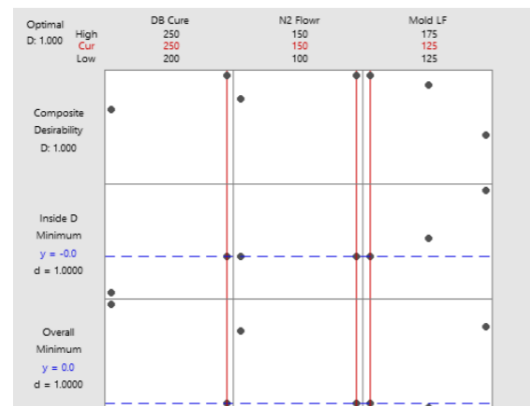 Optimal
D: 1.000
High
Cur
Low
DB Cure
250
250
200
N2 Flowr
150
150
100
Mold LF
175
125
125
Composite
Desirability
D: 1.000
Inside D
Minimum
y = -0.0
d = 1.0000
Overall
Minimum
y = 0.0
d = 1.0000